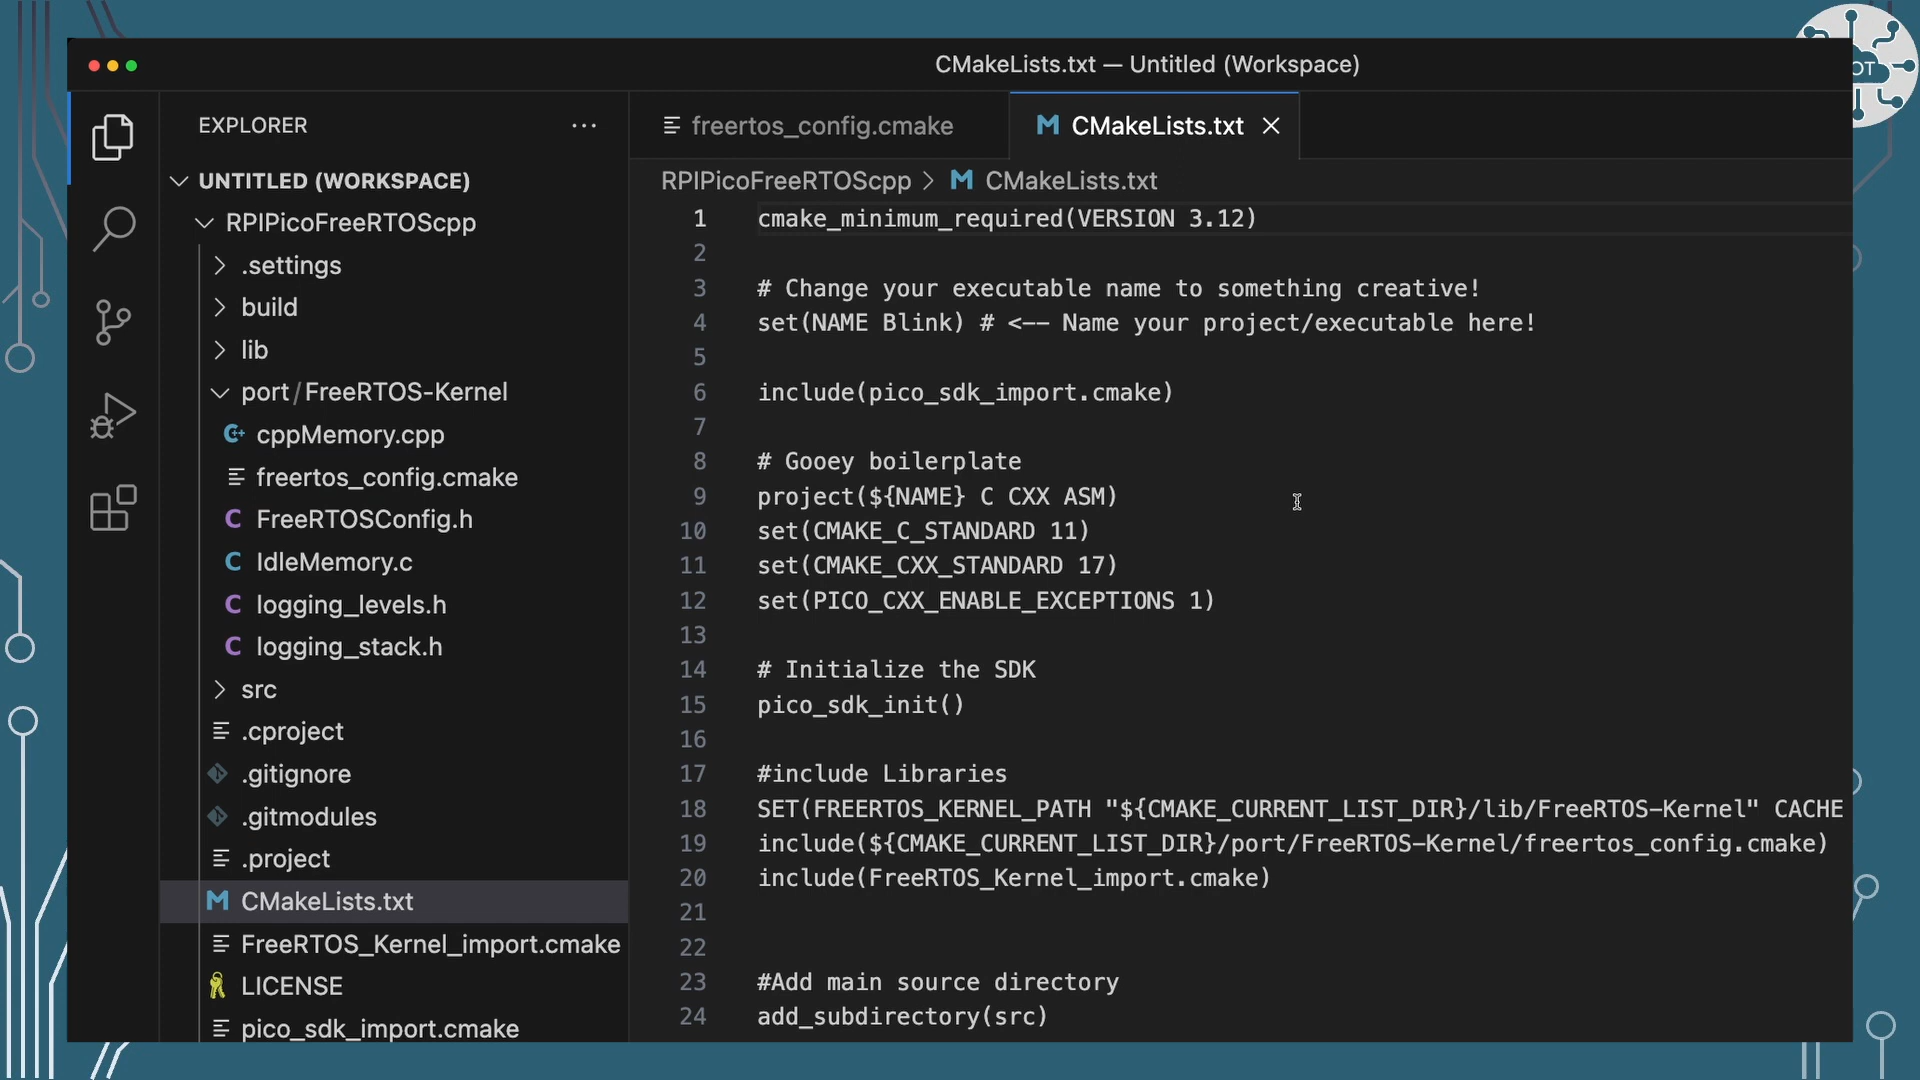 CMakeLists.txt — Untitled (Workspace)
OT
EXPLORER
freertos_config.cmake
CMakeLists.txt
UNTITLED (WORKSPACE)
RPIPicoFreeRTOScpp
.settings
build
lib
port/FreeRTOS-Kernel
cppMemory.cpp
freertos_config.cmake
FreeRTOSConfig.h
IdleMemory.c
logging_levels.h
logging_stack.h
src
.cproject
.gitignore
.gitmodules
.project
CMakeLists.txt
FreeRTOS_Kernel_import.cmake
LICENSE
pico_sdk_import.cmake
RPIPicoFreeRTOScpp > CMakeLists.txt
1 cmake_minimum_required(VERSION 3.12)
2
3 # Change your executable name to something creative!
4 set(NAME Blink) # <-- Name your project/executable here!
5
6 include(pico_sdk_import.cmake)
7
8 # Gooey boilerplate
9 project(${NAME} C CXX ASM)
10 set(CMAKE_C_STANDARD 11)
11 set(CMAKE_CXX_STANDARD 17)
12 set(PICO_CXX_ENABLE_EXCEPTIONS 1)
13
14 # Initialize the SDK
15 pico_sdk_init()
16
17 #include Libraries
18 SET(FREERTOS_KERNEL_PATH "${CMAKE_CURRENT_LIST_DIR}/lib/FreeRTOS-Kernel" CACHE
19 include(${CMAKE_CURRENT_LIST_DIR}/port/FreeRTOS-Kernel/freertos_config.cmake)
20 include(FreeRTOS_Kernel_import.cmake)
21
22
23 #Add main source directory
24 add_subdirectory(src)